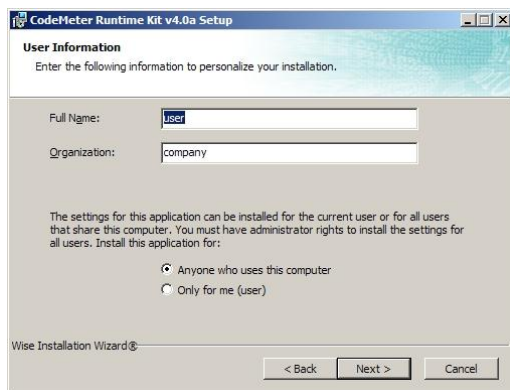 CodeMeter Runtime Kit v4.0a Setup
User Information
Enter the following information to personalize your installation.
Full Name:
user
Organization:
company
The settings for this application can be installed for the current user or for all users
that share this computer. You must have administrator rights to install the settings for
all users. Install this application for:
Anyone who uses this computer
Only for me (user)
Wise Installation Wizard®
< Back
Next >
Cancel